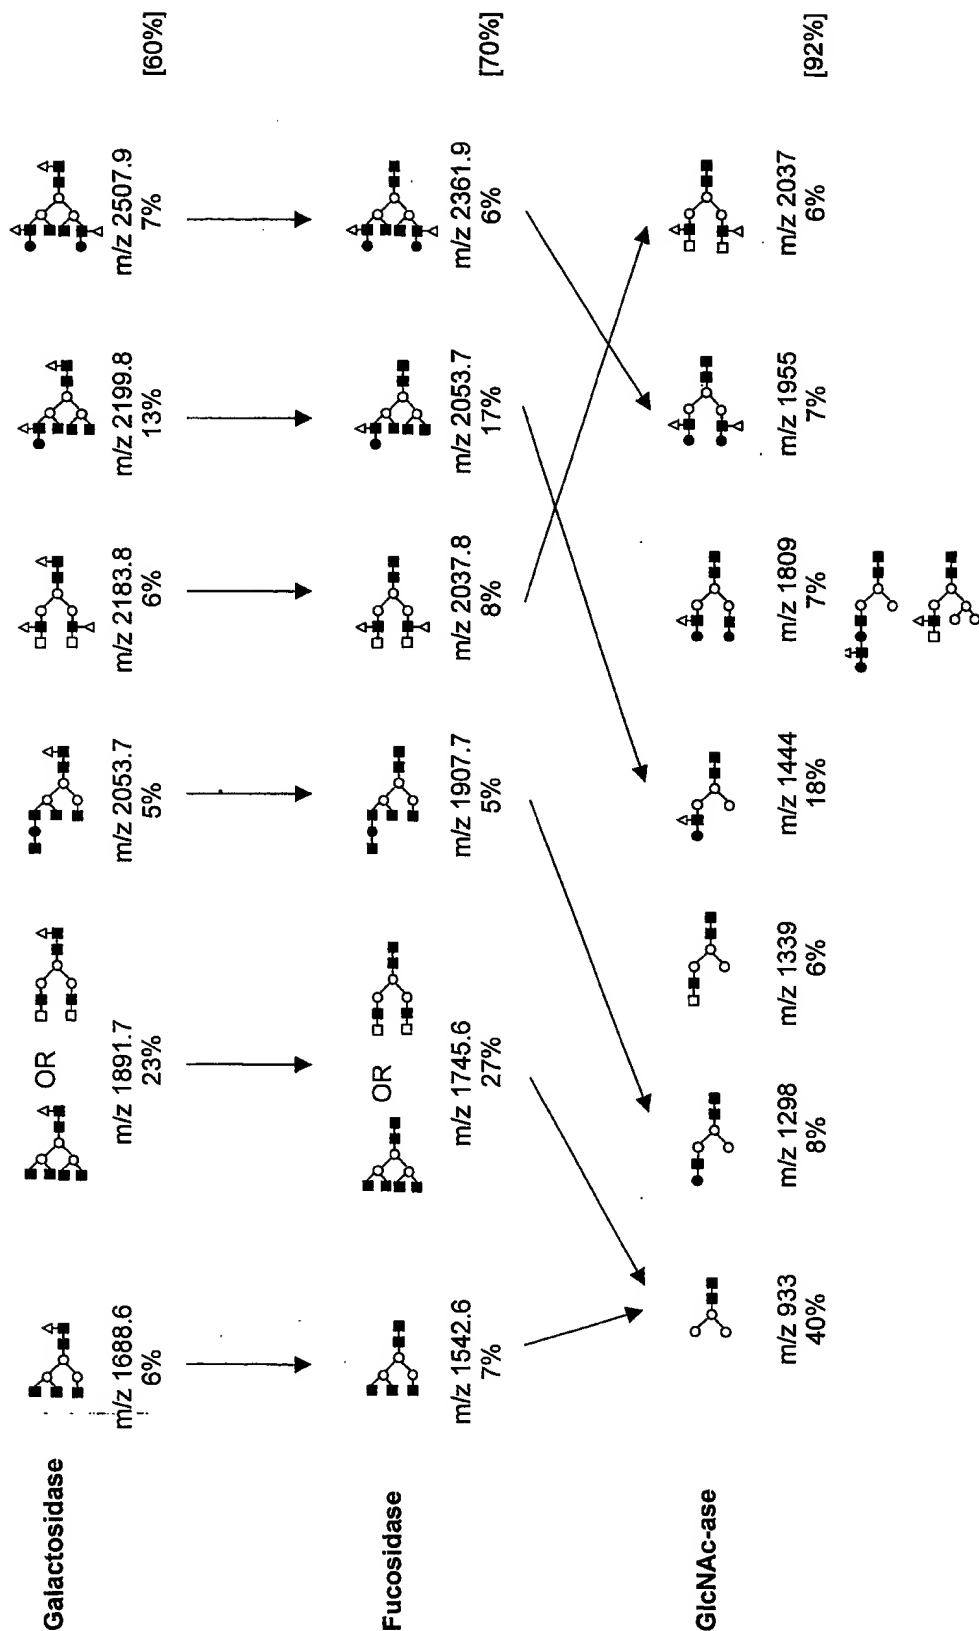 Galactosidase
m/z 1688.6
6%
OR
m/z 1891.7
23%
m/z 2053.7
5%
m/z 2183.8
6%
m/z 2199.8
13%
m/z 2507.9
7%
[60%]
Fucosidase
m/z 1542.6
7%
OR
m/z 1745.6
27%
m/z 1907.7
5%
m/z 2037.8
8%
m/z 2053.7
17%
m/z 2361.9
6%
[70%]
GlcNAc-ase
m/z 933
40%
m/z 1298
8%
m/z 1339
6%
m/z 1444
18%
m/z 1809
7%
m/z 1955
7%
m/z 2037
6%
[92%]